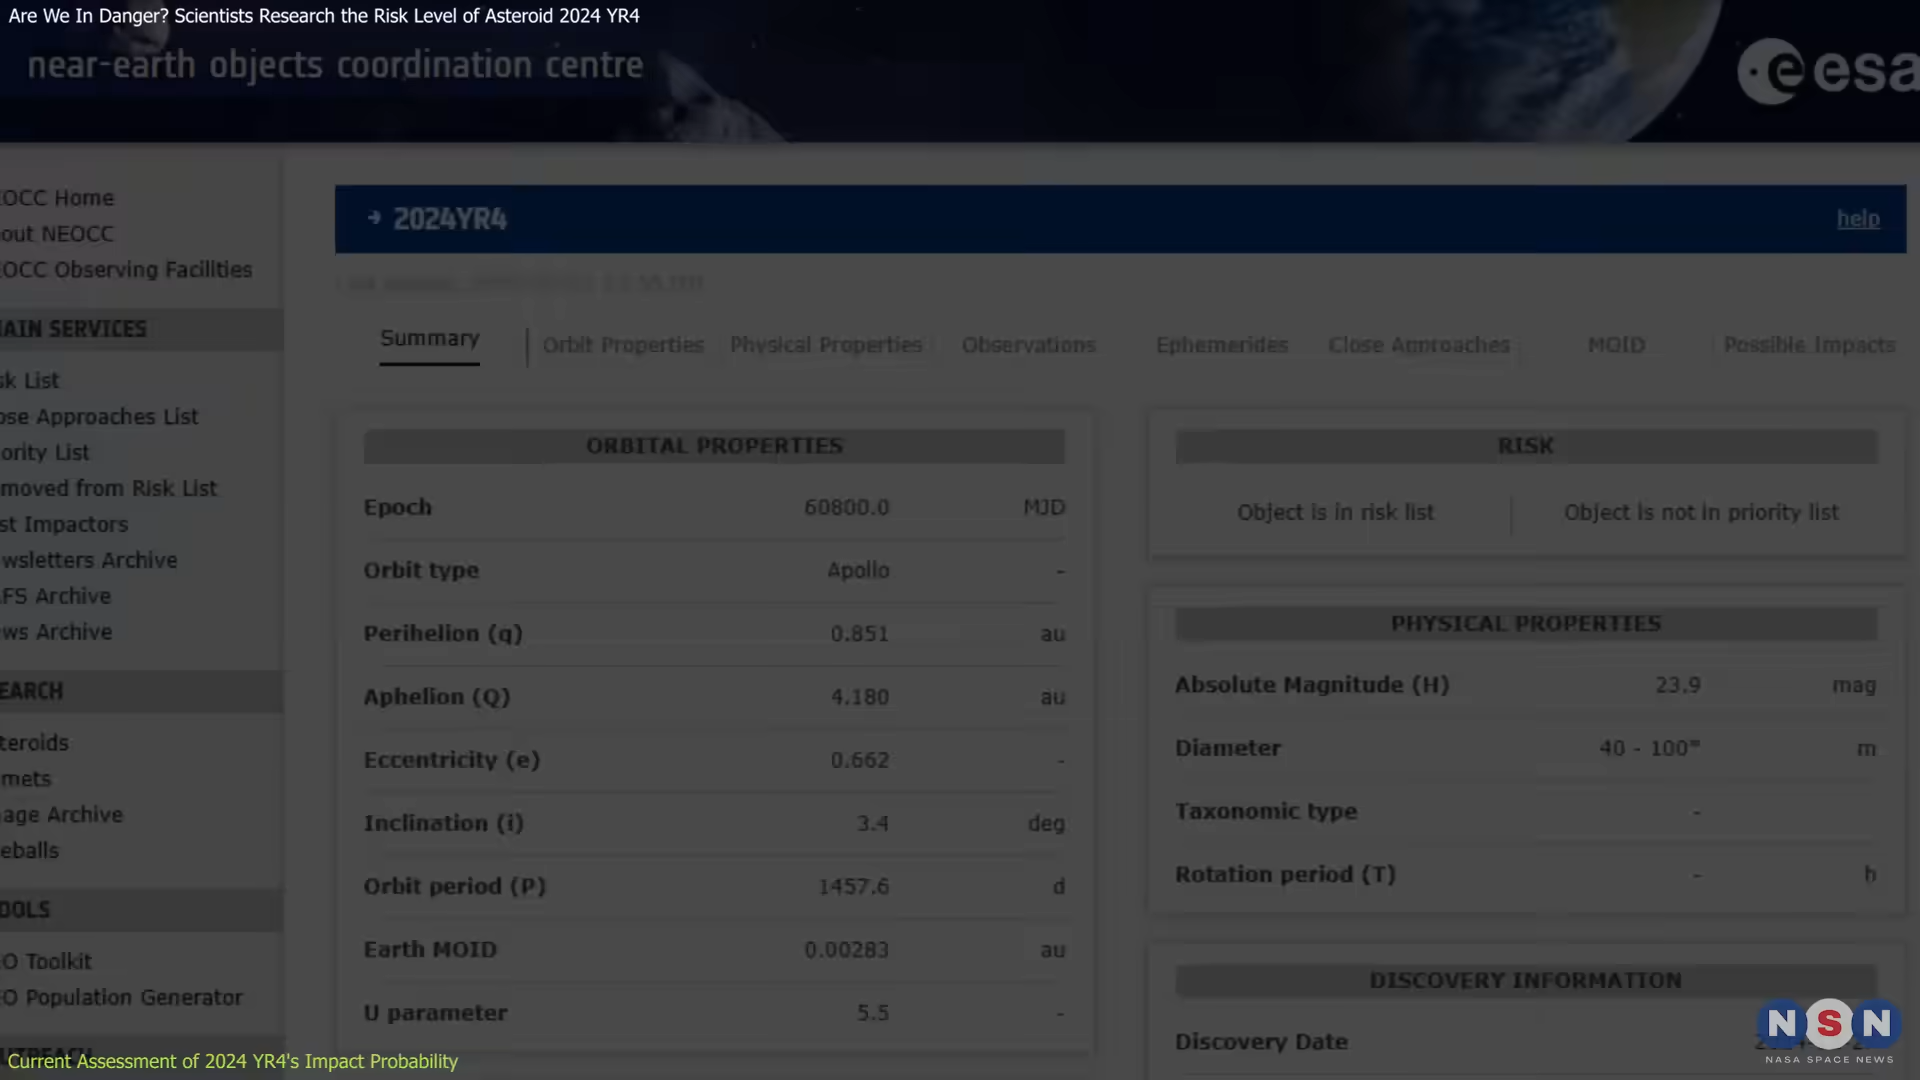 Are We In Danger? Scientists Research the Risk Level of Asteroid 2024 YR4
near-earth objects coordination centre
esa
OCC Home
out NEOCC
OCC Observing Facilities
AIN SERVICES
sk List
ose Approaches List
ority List
moved from Risk List
st Impactors
wsletters Archive
FS Archive
ws Archive
EARCH
teroids
mets
age Archive
eballs
OOLS
O Toolkit
O Population Generator
2024YR4
help
Summary
Orbit Properties
Physical Properties
Observations
Ephemerides
Close Approaches
MOID
Possible Impacts
ORBITAL PROPERTIES
Epoch 60800.0 MJD
Orbit type Apollo -
Perihelion (q) 0.851 au
Aphelion (Q) 4.180 au
Eccentricity (e) 0.662 -
Inclination (i) 3.4 deg
Orbit period (P) 1457.6 d
Earth MOID 0.00283 au
U parameter 5.5 -
RISK
Object is in risk list
Object is not in priority list
PHYSICAL PROPERTIES
Absolute Magnitude (H) 23.9 mag
Diameter 40 - 100* m
Taxonomic type -
Rotation period (T) - h
DISCOVERY INFORMATION
Discovery Date
NSN
NASA SPACE NEWS
Current Assessment of 2024 YR4's Impact Probability